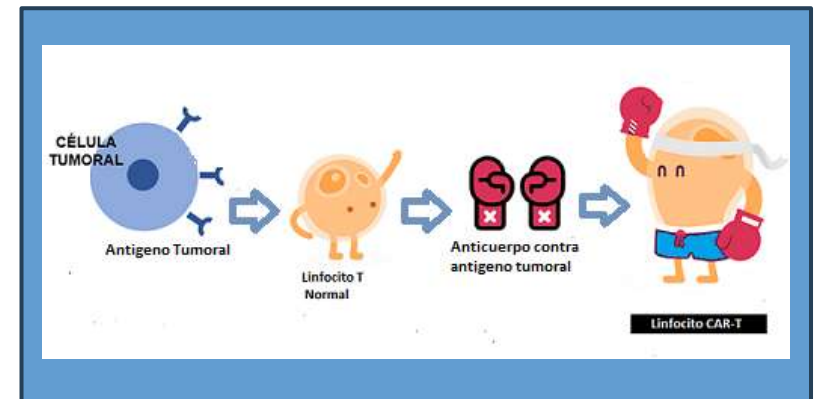 CÉLULA
TUMORAL
Antigeno Tumoral
Linfocito T
Normal
Anticuerpo contra
antigeno tumoral
Linfocito CAR-T